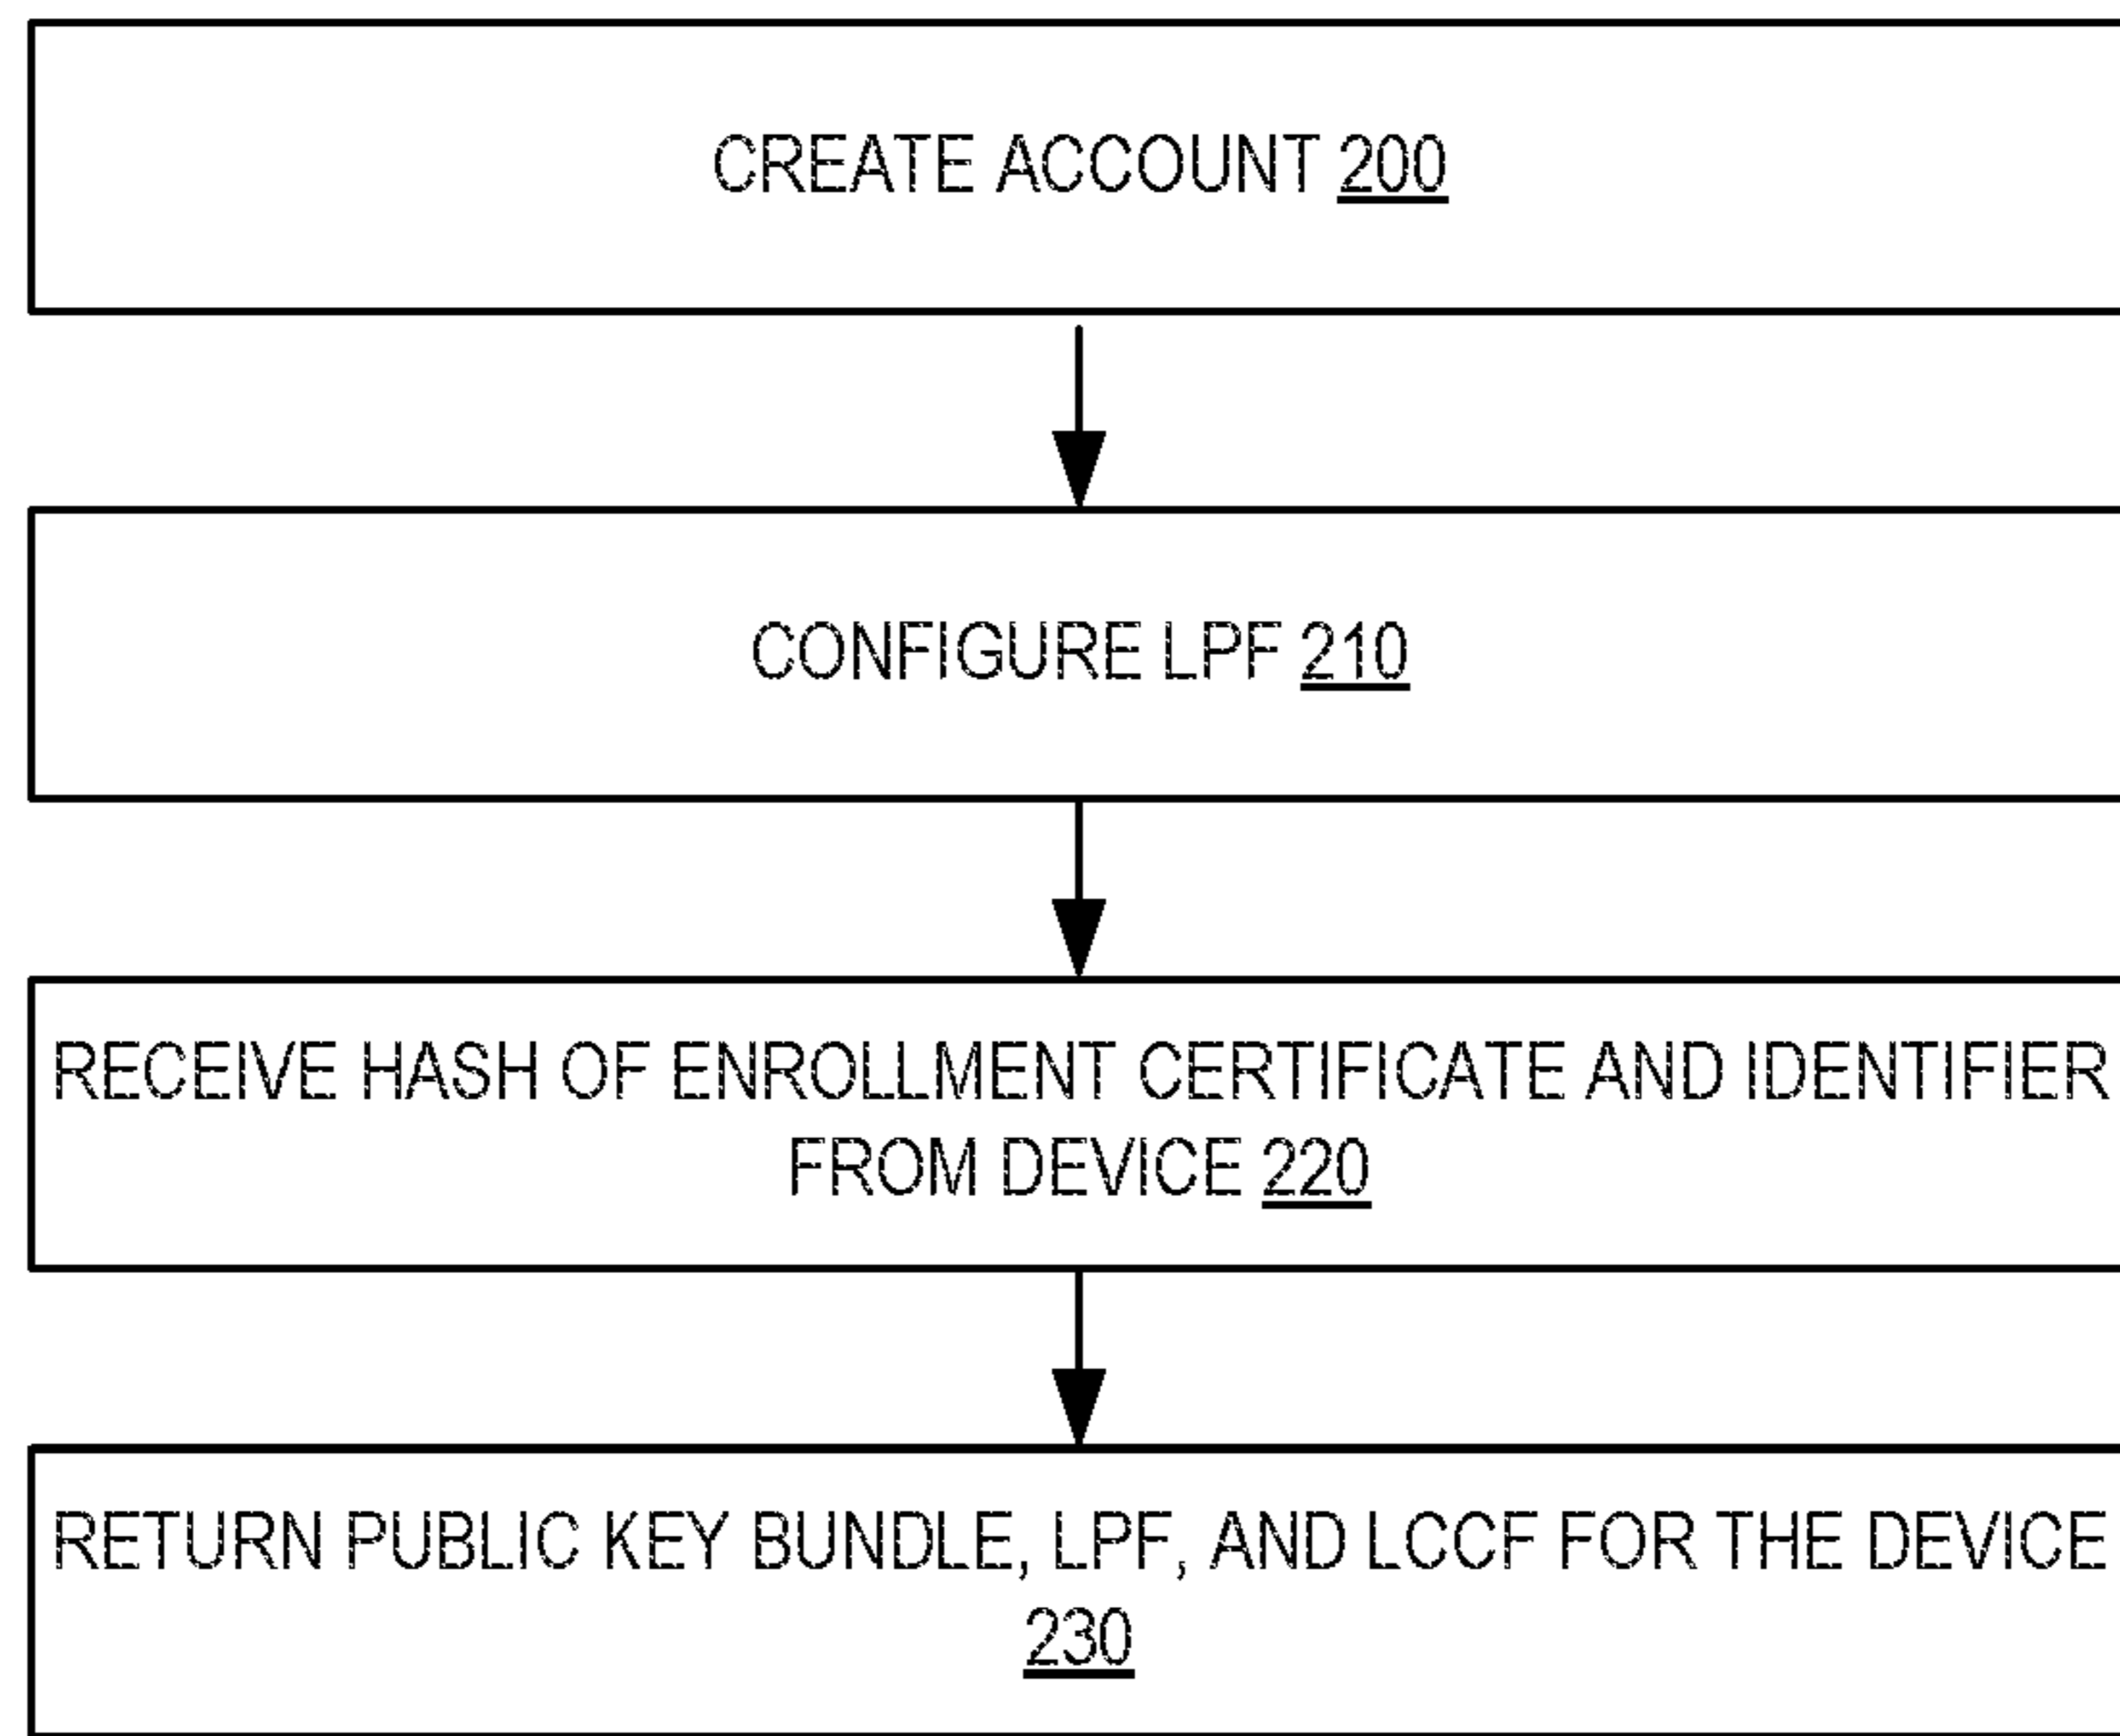 CREATE ACCOUNT 200
CONFIGURE LPF 210
RECEIVE HASH OF ENROLLMENT CERTIFICATE AND IDENTIFIER
FROM DEVICE 220
RETURN PUBLIC KEY BUNDLE, LPF, AND LCCF FOR THE DEVICE
230